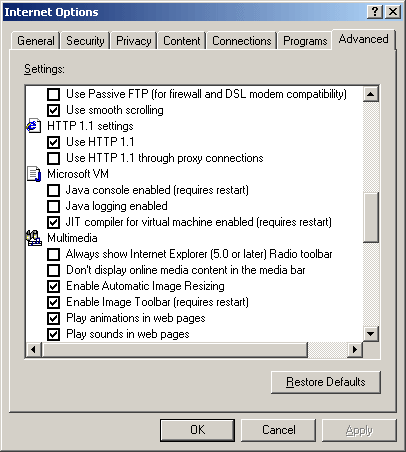 Internet Options
General Security Privacy Content Connections Programs Advanced
Settings:
Use Passive FTP (for firewall and DSL modem compatibility)
Use smooth scrolling
HTTP 1.1 settings
Use HTTP 1.1
Use HTTP 1.1 through proxy connections
Microsoft VM
Java console enabled (requires restart)
Java logging enabled
JIT compiler for virtual machine enabled (requires restart)
Multimedia
Always show Internet Explorer (5.0 or later) Radio toolbar
Don't display online media content in the media bar
Enable Automatic Image Resizing
Enable Image Toolbar (requires restart)
Play animations in web pages
Play sounds in web pages
Restore Defaults
OK Cancel Apply